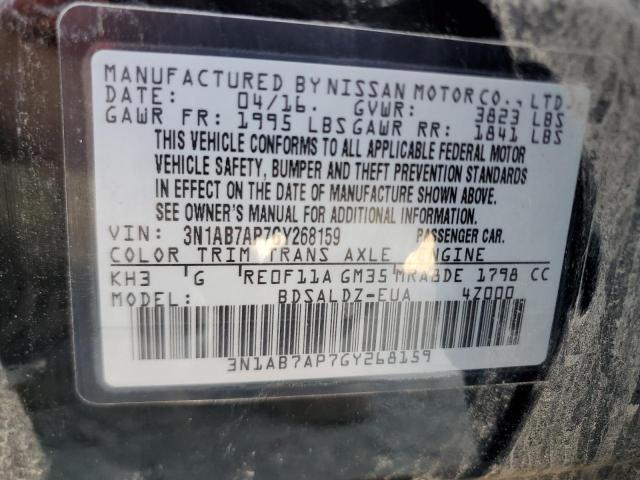 MANUFACTURED BY NISSAN MOTOR CO., LTD.
DATE: 04/16. GVWR: 3823 LBS
GAWR FR: 1995 LBS GAWR RR: 1841 LBS
THIS VEHICLE CONFORMS TO ALL APPLICABLE FEDERAL MOTOR
VEHICLE SAFETY, BUMPER AND THEFT PREVENTION STANDARDS
IN EFFECT ON THE DATE OF MANUFACTURE SHOWN ABOVE.
SEE OWNER'S MANUAL FOR ADDITIONAL INFORMATION.
VIN: 3N1AB7AP7GY268159 PASSENGER CAR.
COLOR TRIM TRANS AXLE ENGINE
KH3 G RE0F11A GM35 MRA8DE 1798 CC
MODEL: BDSALDZ-EUA 4Z000
3N1AB7AP7GY268159